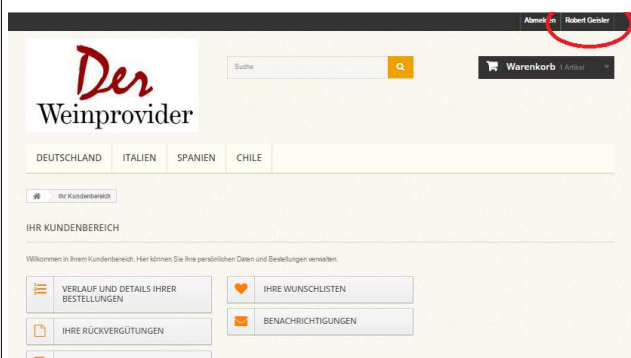 Abmelden Robert Geisler
Der
Weinprovider
Suche
Warenkorb 1 Artikel
DEUTSCHLAND ITALIEN SPANIEN CHILE
Ihr Kundenbereich
IHR KUNDENBEREICH
Willkommen in Ihrem Kundenbereich. Hier können Sie Ihre persönlichen Daten und Bestellungen verwalten.
VERLAUF UND DETAILS IHRER
BESTELLUNGEN
IHRE WUNSCHLISTEN
IHRE RÜCKVERGÜTUNGEN
BENACHRICHTIGUNGEN